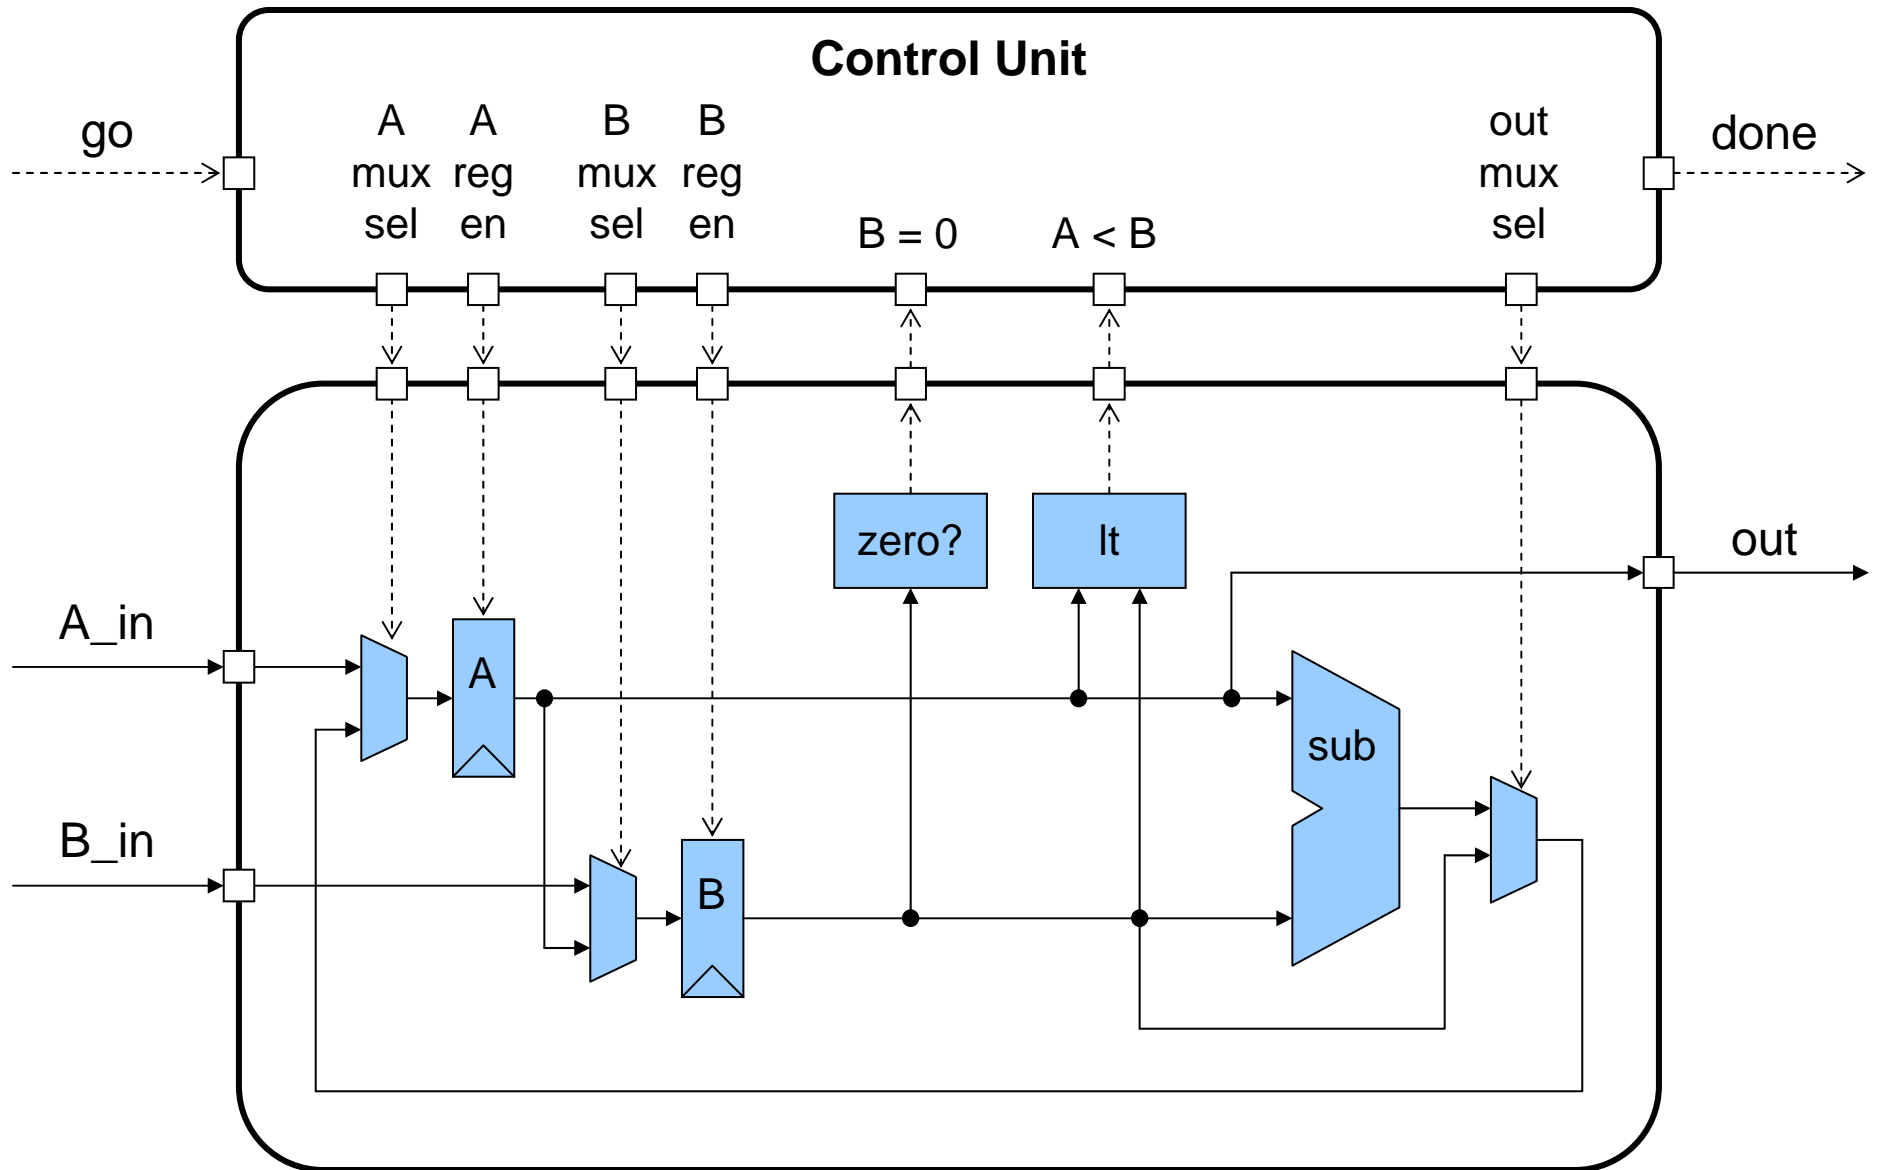 Control Unit
go
A mux sel
A reg en
B mux sel
B reg en
B = 0
A < B
out mux sel
done
zero?
lt
out
A_in
A
sub
B_in
B